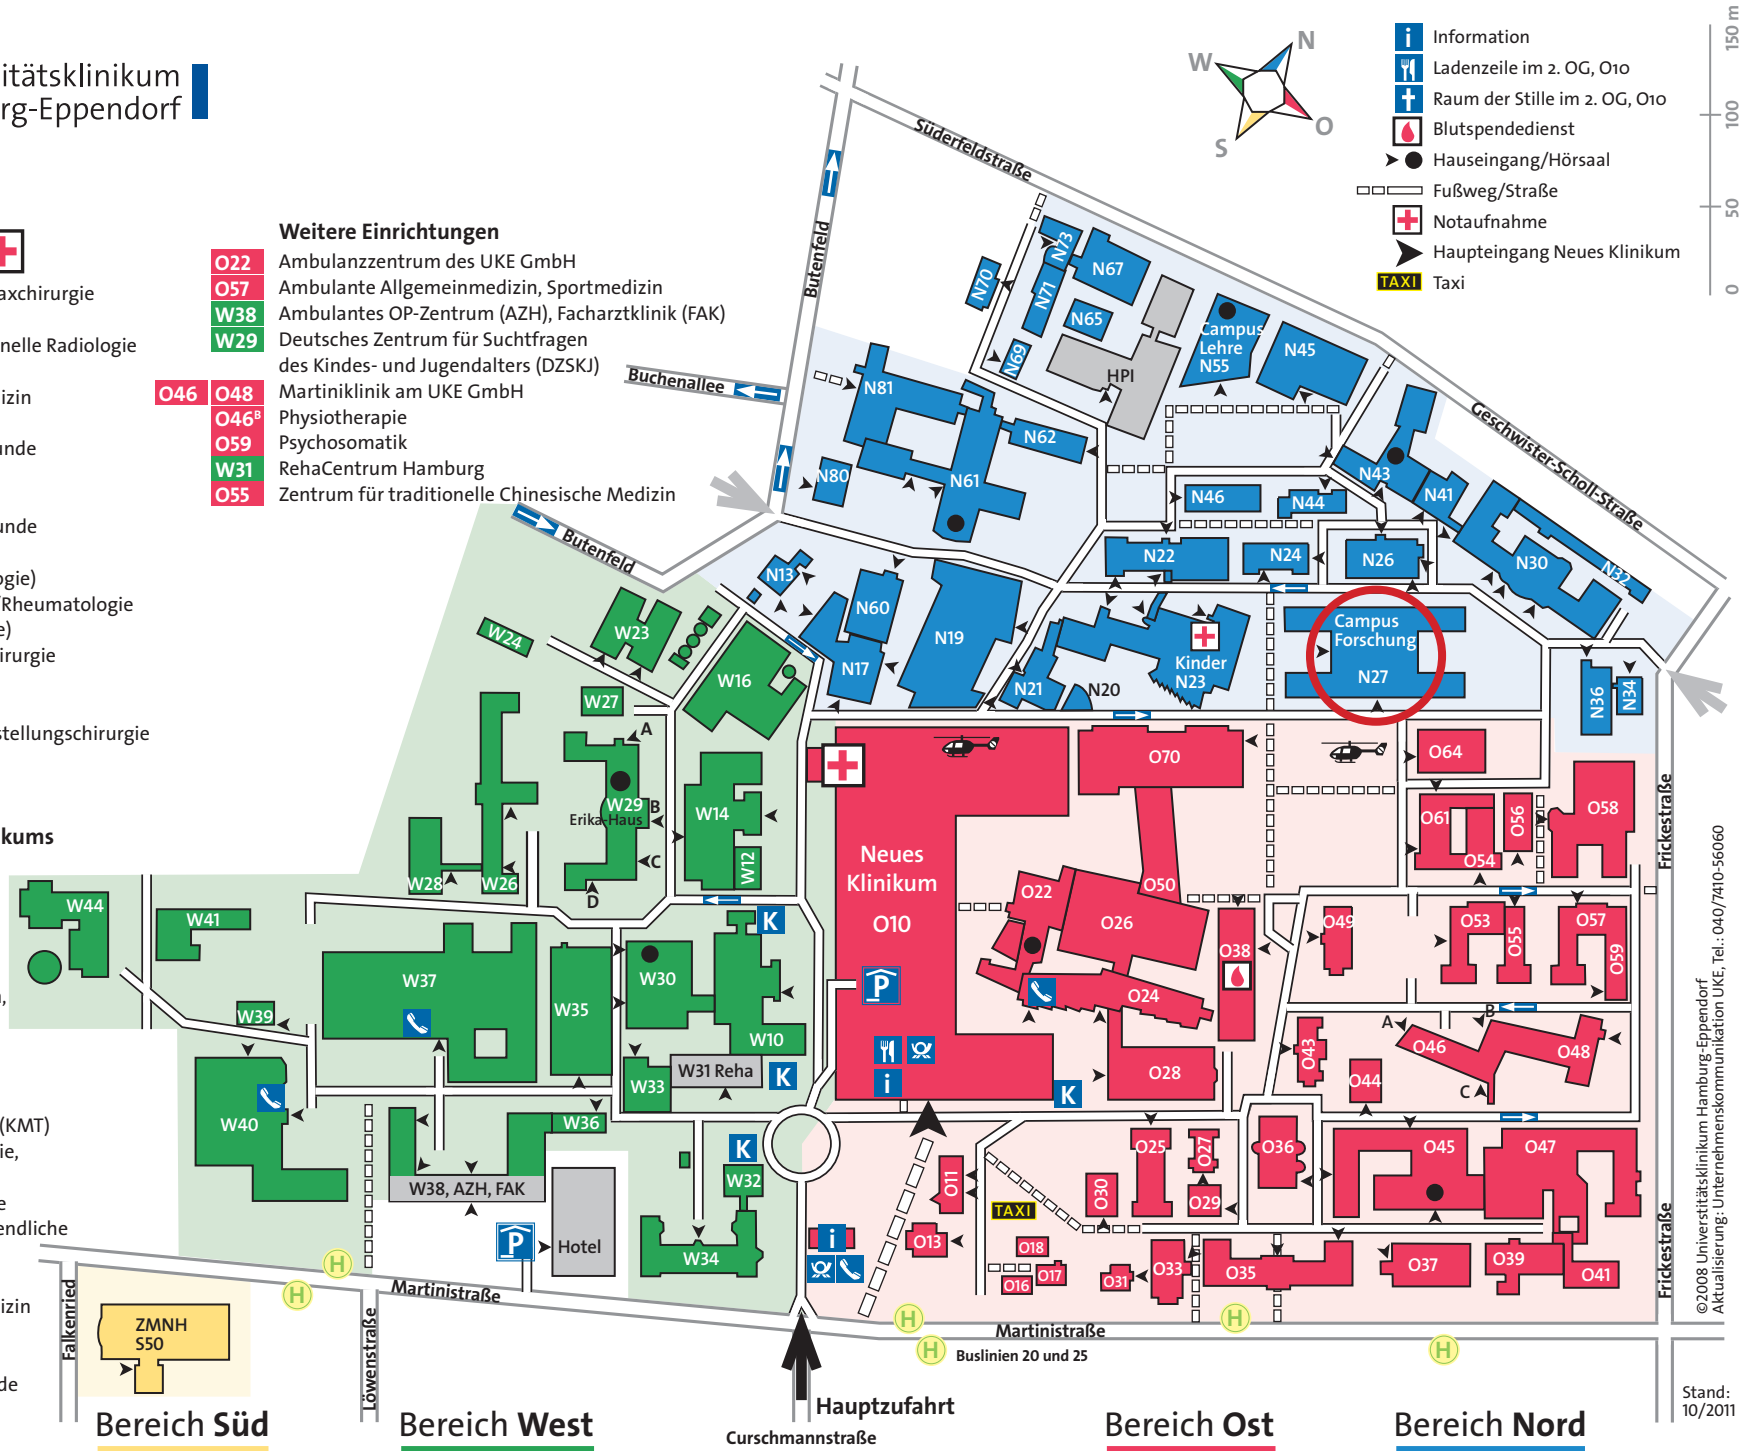 itätsklinikum
rg-Eppendorf
N
W
O
S
Information
Ladenzeile im 2. OG, O10
Raum der Stille im 2. OG, O10
Blutspendedienst
Hauseingang/Hörsaal
Fußweg/Straße
Notaufnahme
Haupteingang Neues Klinikum
TAXI Taxi
150 m
100
50
0
axchirurgie
nelle Radiologie
izin
unde
unde
ogie)
/Rheumatologie
e)
irurgie
stellungschirurgie
kums
,
(KMT)
ie,
e
endliche
izin
de
Weitere Einrichtungen
O22 Ambulanzzentrum des UKE GmbH
O57 Ambulante Allgemeinmedizin, Sportmedizin
W38 Ambulantes OP-Zentrum (AZH), Facharztklinik (FAK)
W29 Deutsches Zentrum für Suchtfragen
des Kindes- und Jugendalters (DZSKJ)
O46 O48 Martiniklinik am UKE GmbH
O46B Physiotherapie
O59 Psychosomatik
W31 RehaCentrum Hamburg
O55 Zentrum für traditionelle Chinesische Medizin
Süderfeldstraße
Butenfeld
Buchenallee
Butenfeld
Geschwister-Scholl-Straße
N73
N67
N70
N71
N65
N69
HPI
Campus
Lehre
N55
N45
N81
N62
N80
N61
N43
N41
N46
N44
N22
N24
N26
N30
N32
N13
N60
N19
N17
N21
N20
Kinder
N23
Campus
Forschung
N27
N36
N34
W24
W23
W16
W27
A
W29
Erika-Haus
B
C
D
W14
W12
W28
W26
W44
W41
W37
W39
W35
W30
W10
W31 Reha
W33
W40
W36
W38, AZH, FAK
W32
W34
Hotel
K
K
K
K
P
P
i
i
Neues
Klinikum
O10
O70
O64
O61
O56
O58
O54
O50
O22
O26
O24
O38
O28
O49
O53
O55
O57
O59
A
B
C
O43
O46
O48
O44
O25
O27
O29
O30
O36
O45
O47
O11
O13
TAXI
O18
O17
O16
O31
O33
O35
O37
O39
O41
Frickestraße
Frickestraße
H
H
H
H
H
H
Martinistraße
Martinistraße
Buslinien 20 und 25
Falkenried
Löwenstraße
ZMNH
S50
Hauptzufahrt
Curschmannstraße
Bereich Süd
Bereich West
Bereich Ost
Bereich Nord
©2008 Universtitätsklinikum Hamburg-Eppendorf
Aktualisierung: Unternehmenskommunikation UKE, Tel.: 040/7410-56060
Stand:
10/2011